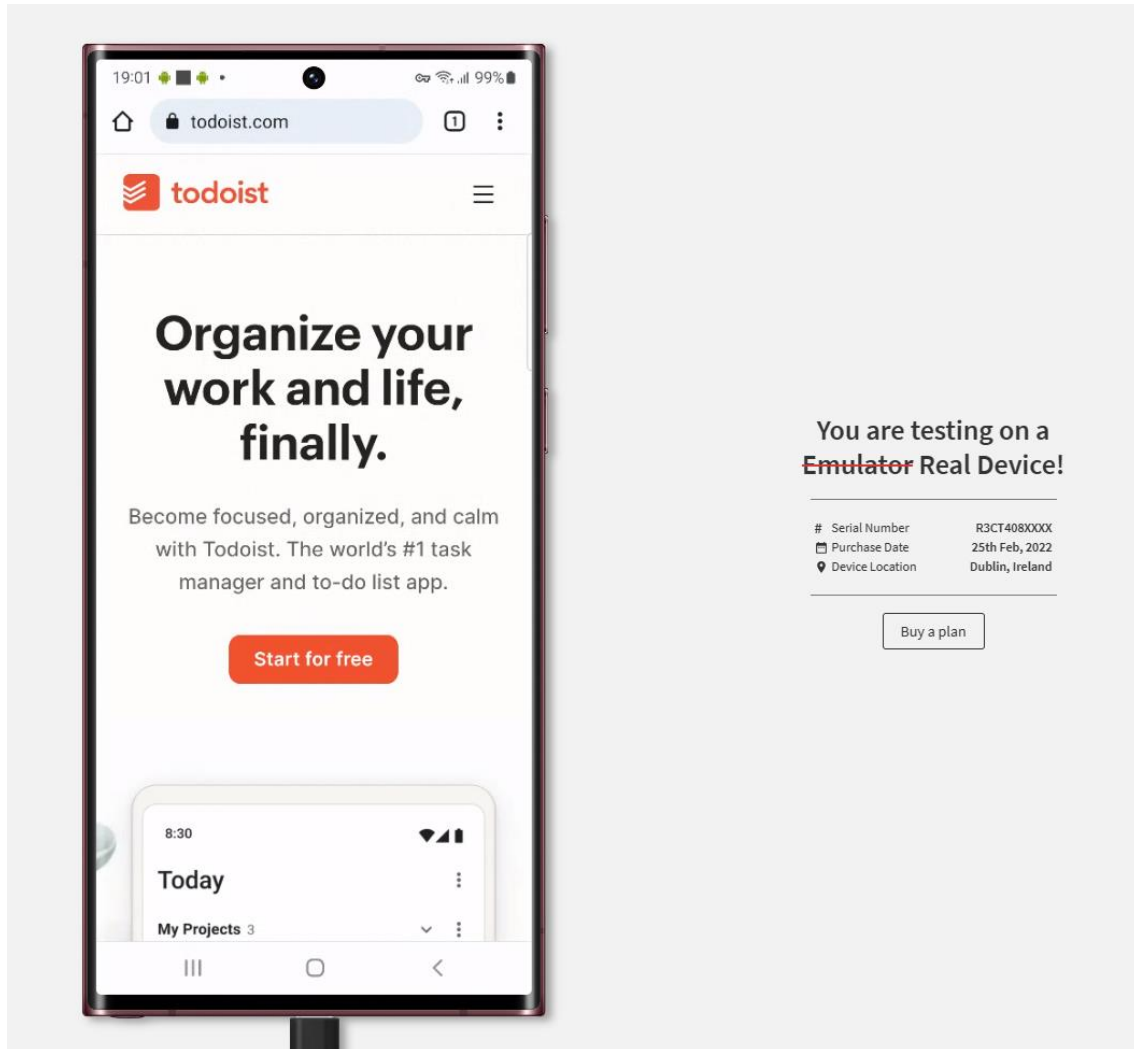 19:01
99%
todoist.com
1
todoist
Organize your
work and life,
finally.
Become focused, organized, and calm
with Todoist. The world's #1 task
manager and to-do list app.
Start for free
8:30
Today
My Projects 3
You are testing on a
Emulator Real Device!
# Serial Number R3CT408XXXX
Purchase Date 25th Feb, 2022
Device Location Dublin, Ireland
Buy a plan